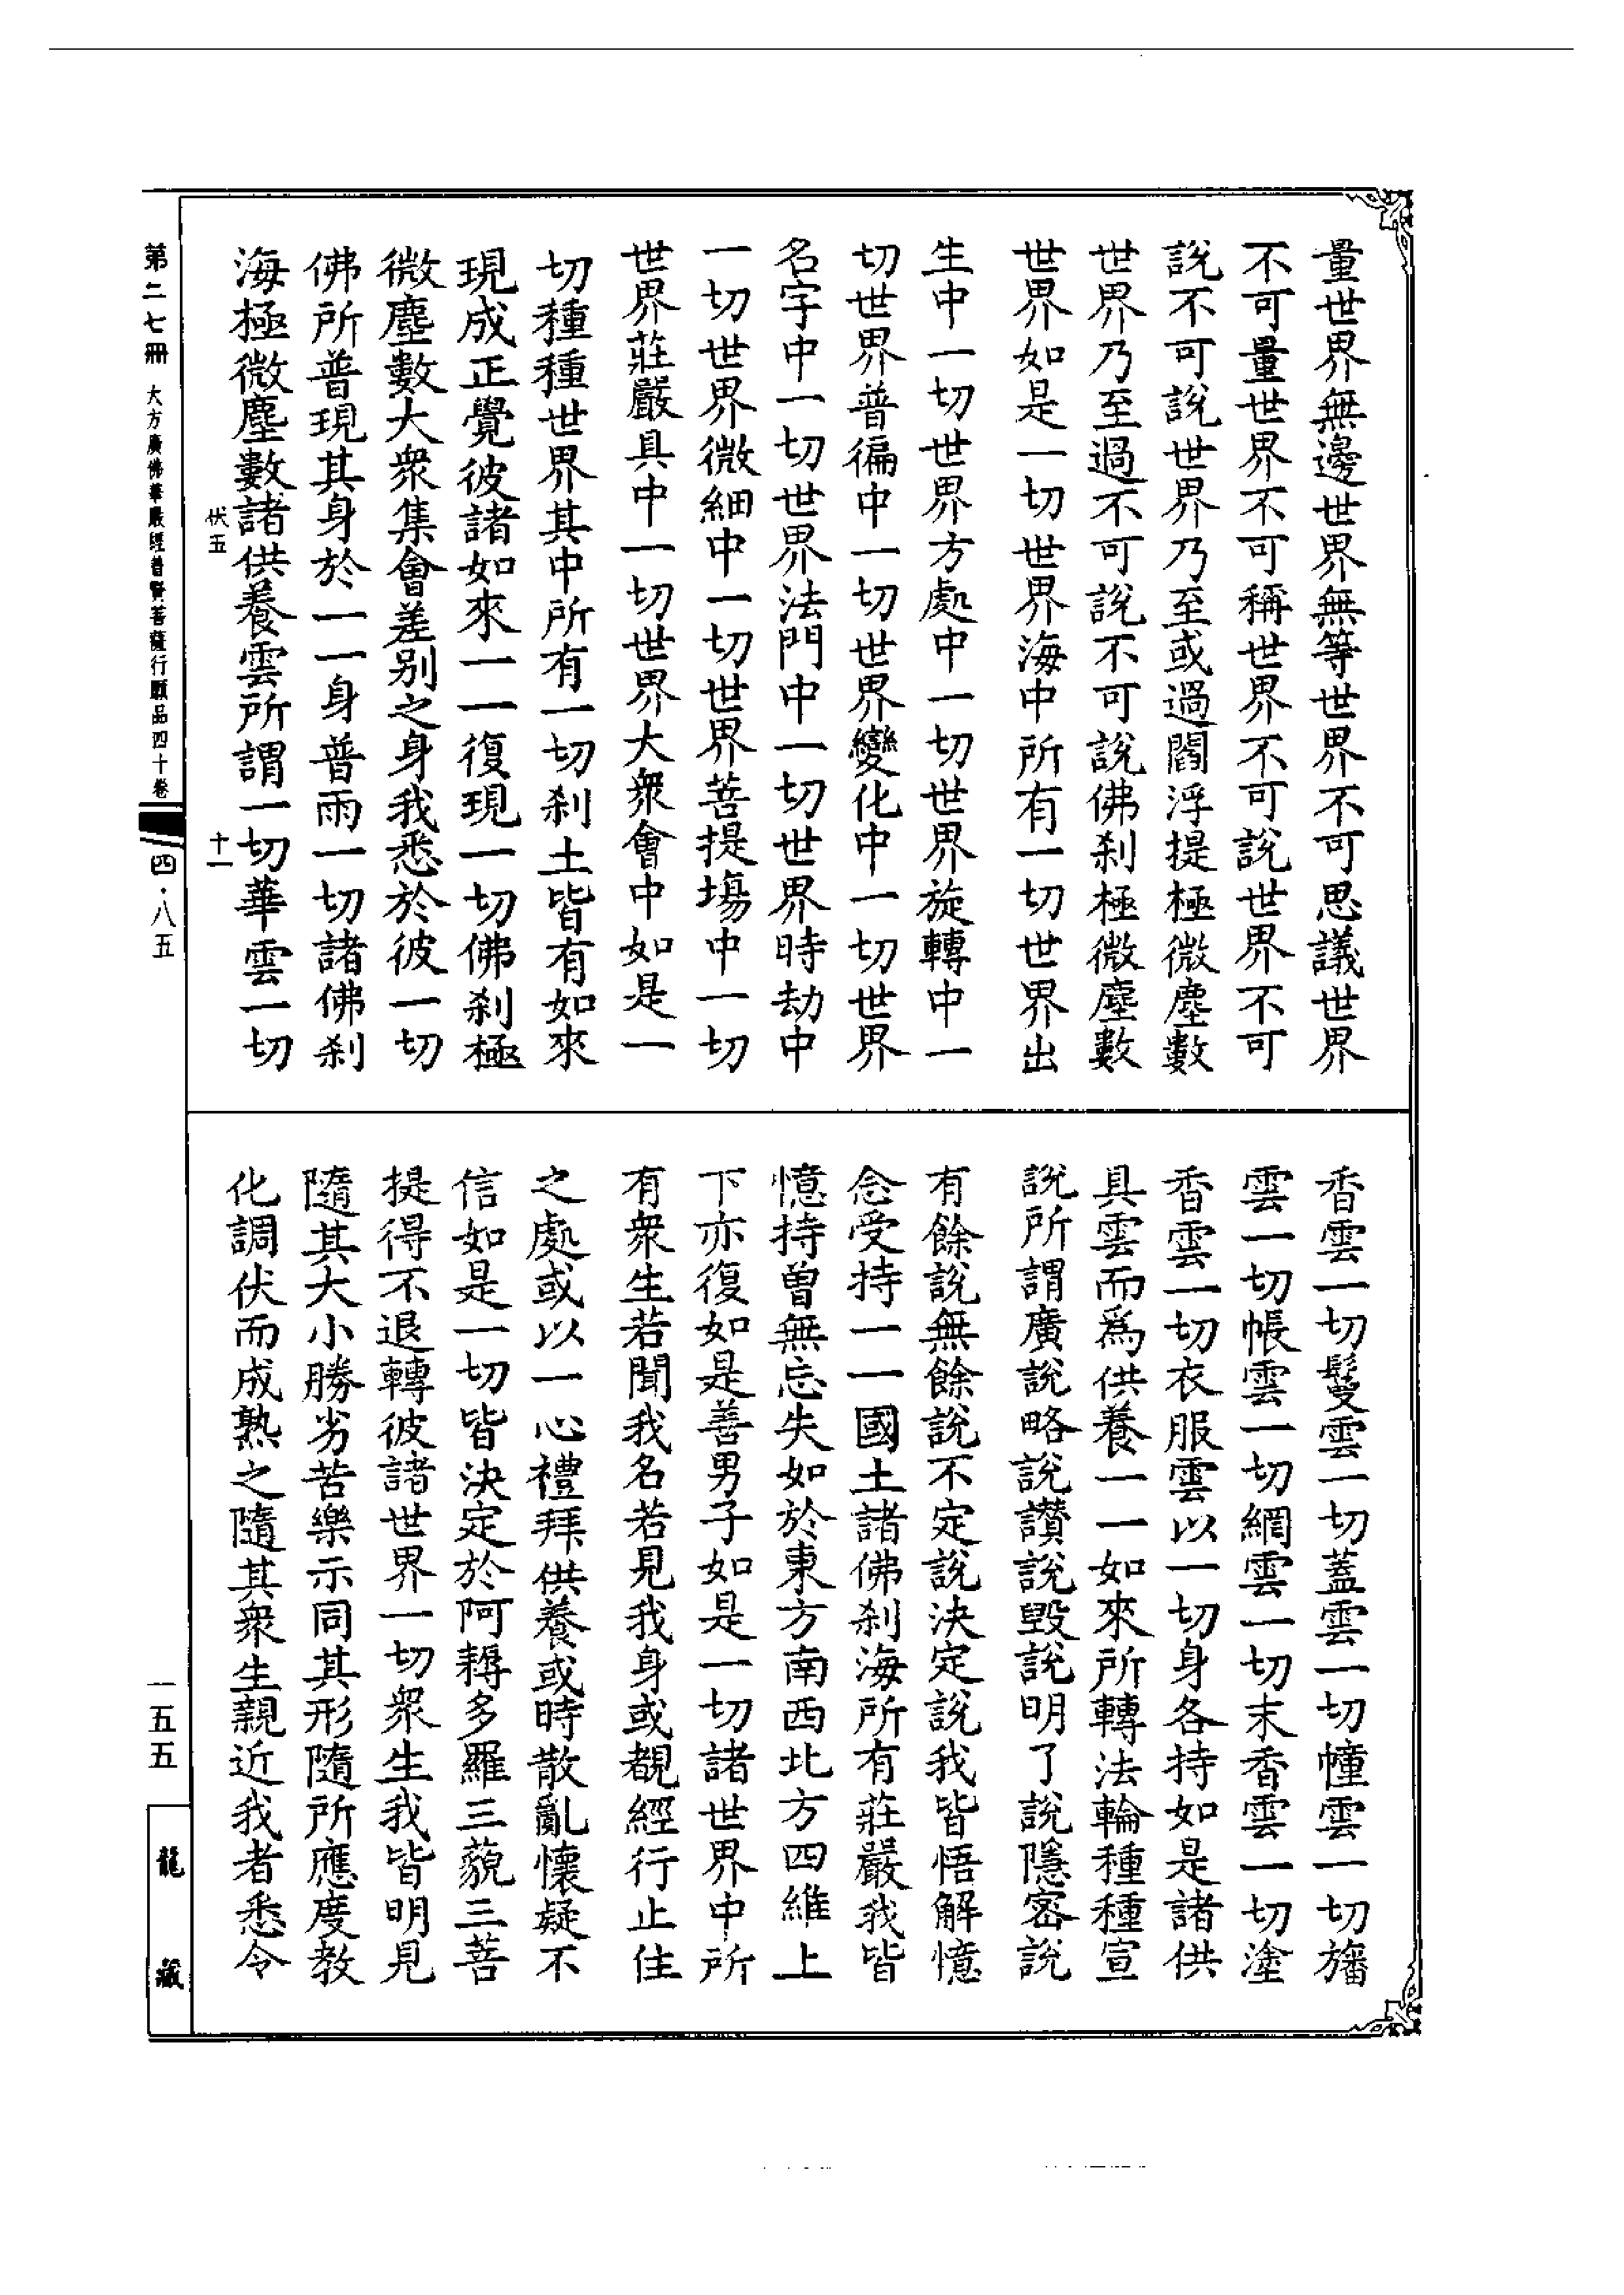 量世界無邊世界無等世界不可思議世界
不可量世界不可稱世界不可說世界不可
說不可說世界乃至或過閻浮提極微塵數
世界乃至過不可說不可說佛刹極微塵數
世界如是一切世界海中所有一切世界出
生中一切世界方處中一切世界旋轉中一
切世界普徧中一切世界變化中一切世界
名字中一切世界法門中一切世界時劫中
一切世界微細中一切世界菩提場中一切
世界莊嚴具中一切世界大衆會中如是一
切種種世界其中所有一切刹土皆有如來
現成正覺彼諸如來一一復現一切佛刹極
微塵數大衆集會差别之身我悉於彼一切
佛所普現其身於一一身普雨一切諸佛刹
海極微塵數諸供養雲所謂一切華雲一切
香雲一切鬘雲一切蓋雲一切幢雲一切旛
雲一切帳雲一切網雲一切末香雲一切塗
香雲一切衣服雲以一切身各持如是諸供
具雲而爲供養一一如來所轉法輪種種宣
說所謂廣說略說讚說毀說明了說隱密說
有餘說無餘說不定說決定說我皆悟解憶
念受持一一國土諸佛刹海所有莊嚴我皆
憶持曾無忘失如於東方南西北方四維上
下亦復如是善男子如是一切諸世界中所
有衆生若聞我名若見我身或覩經行止住
之處或以一心禮拜供養或時散亂懷疑不
信如是一切皆決定於阿耨多羅三藐三菩
提得不退轉彼諸世界一切衆生我皆明見
隨其大小勝劣苦樂示同其形隨所應度教
化調伏而成熟之隨其衆生親近我者悉令
伏五
十一
第二七冊 大方廣佛華嚴經普賢菩薩行願品四十卷
四·八五
一五五
龍藏